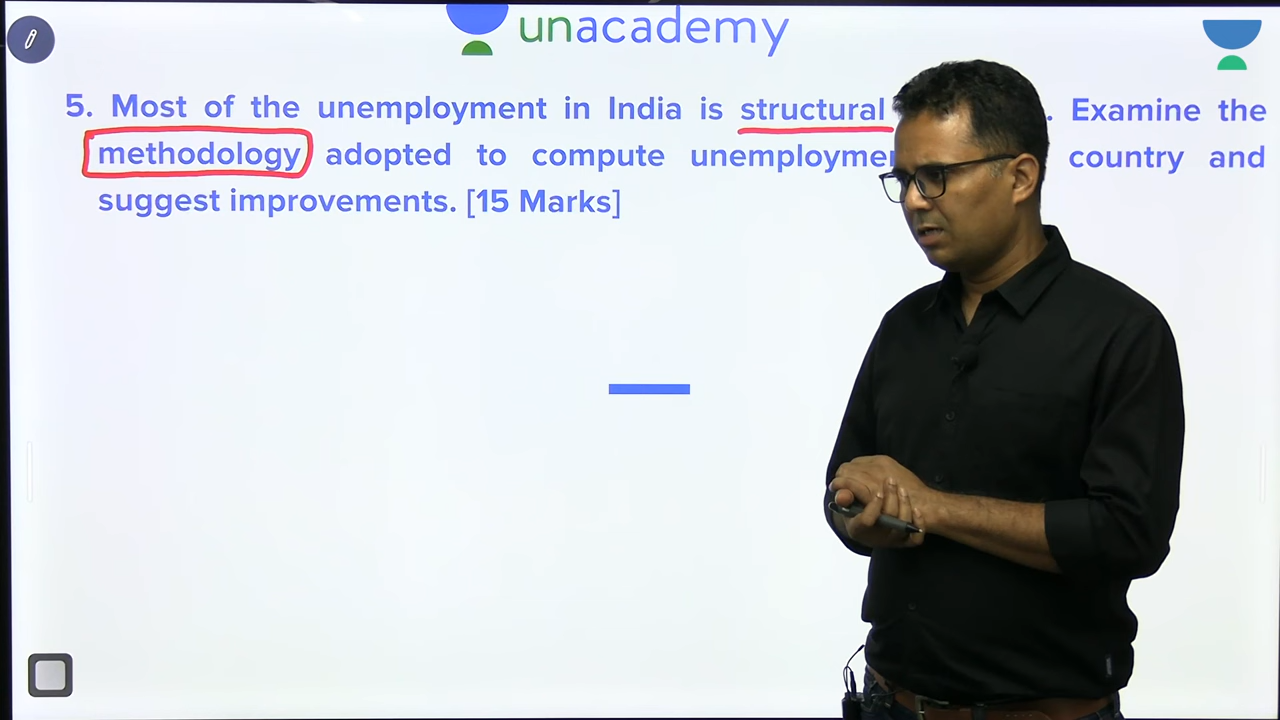 unacademy
5. Most of the unemployment in India is structural . Examine the
methodology adopted to compute country and
suggest improvements. [15 Marks]